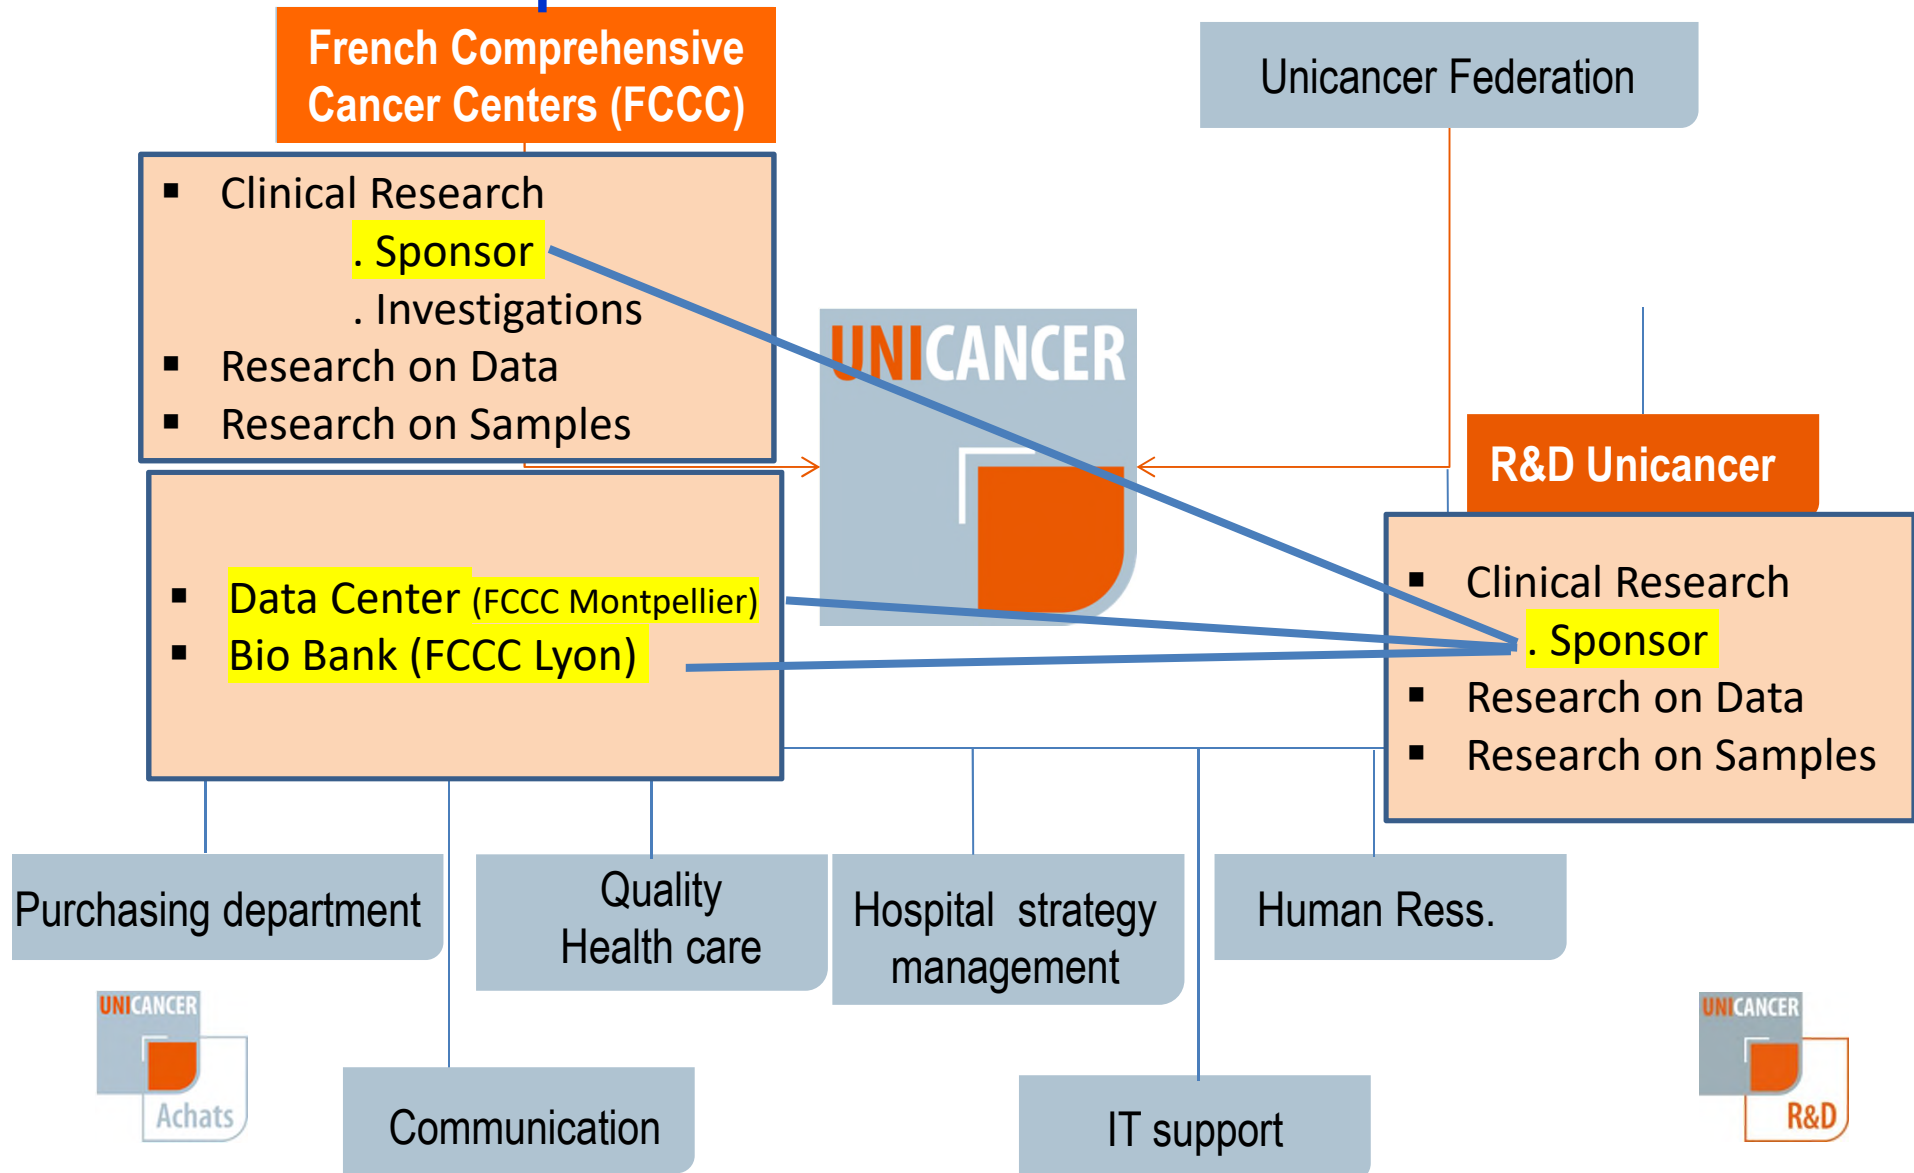 French Comprehensive
Cancer Centers (FCCC)
Unicancer Federation
▪ Clinical Research
. Sponsor
. Investigations
▪ Research on Data
▪ Research on Samples
UNICANCER
R&D Unicancer
▪ Data Center (FCCC Montpellier)
▪ Bio Bank (FCCC Lyon)
▪ Clinical Research
. Sponsor
▪ Research on Data
▪ Research on Samples
Purchasing department
Quality
Health care
Hospital strategy
management
Human Ress.
UNICANCER
Achats
Communication
IT support
UNICANCER
R&D